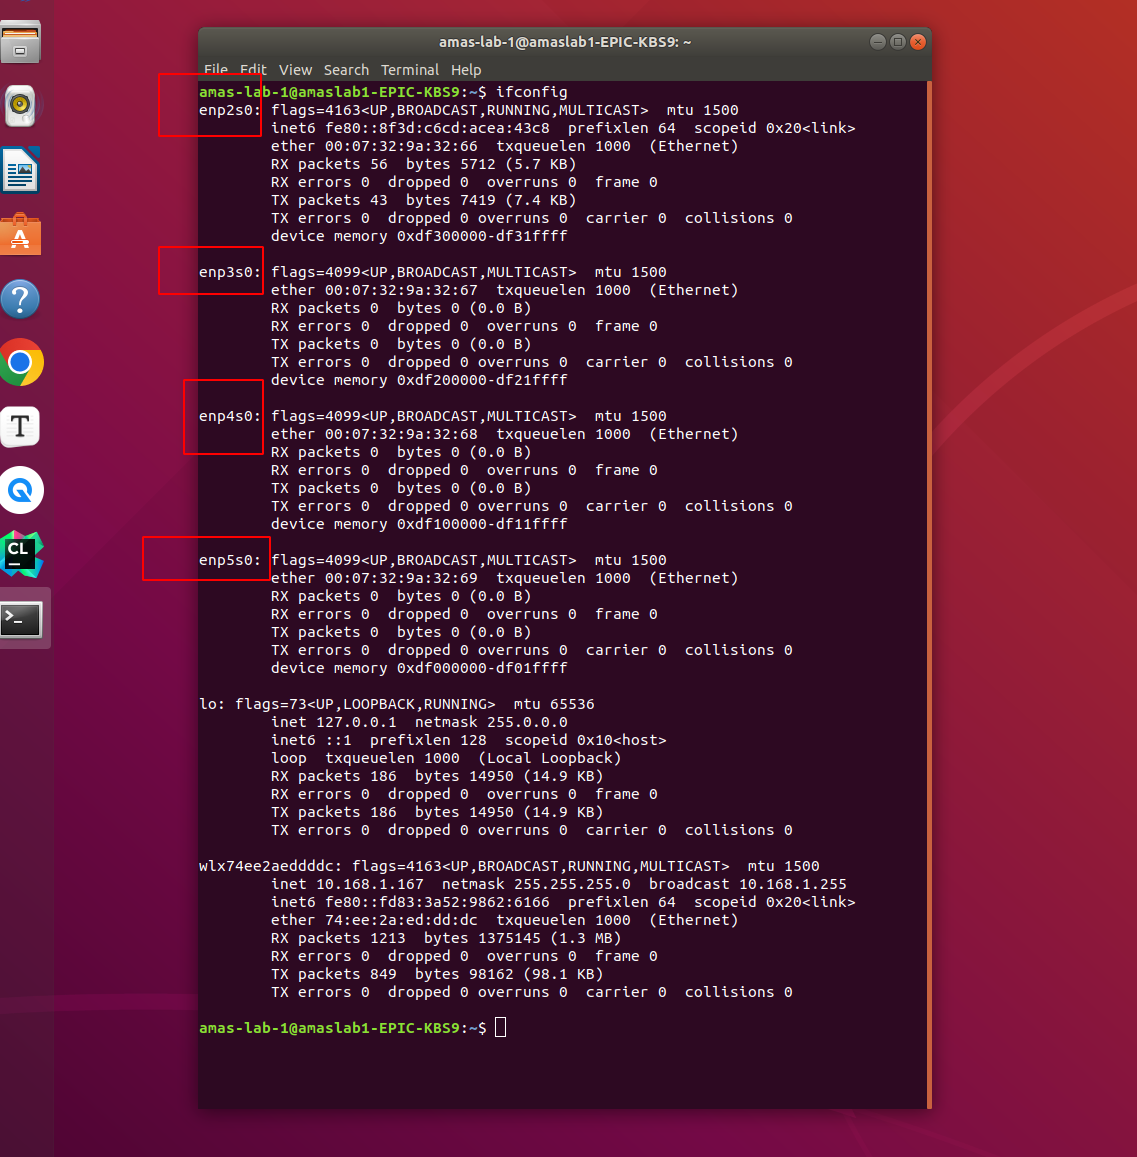 amas-lab-1@amaslab1-EPIC-KBS9: ~
File Edit View Search Terminal Help
amas-lab-1@amaslab1-EPIC-KBS9:~$ ifconfig
enp2s0: flags=4163<UP,BROADCAST,RUNNING,MULTICAST>  mtu 1500
        inet6 fe80::8f3d:c6cd:acea:43c8  prefixlen 64  scopeid 0x20<link>
        ether 00:07:32:9a:32:66  txqueuelen 1000  (Ethernet)
        RX packets 56  bytes 5712 (5.7 KB)
        RX errors 0  dropped 0  overruns 0  frame 0
        TX packets 43  bytes 7419 (7.4 KB)
        TX errors 0  dropped 0 overruns 0  carrier 0  collisions 0
        device memory 0xdf300000-df31ffff
enp3s0: flags=4099<UP,BROADCAST,MULTICAST>  mtu 1500
        ether 00:07:32:9a:32:67  txqueuelen 1000  (Ethernet)
        RX packets 0  bytes 0 (0.0 B)
        RX errors 0  dropped 0  overruns 0  frame 0
        TX packets 0  bytes 0 (0.0 B)
        TX errors 0  dropped 0 overruns 0  carrier 0  collisions 0
        device memory 0xdf200000-df21ffff
enp4s0: flags=4099<UP,BROADCAST,MULTICAST>  mtu 1500
        ether 00:07:32:9a:32:68  txqueuelen 1000  (Ethernet)
        RX packets 0  bytes 0 (0.0 B)
        RX errors 0  dropped 0  overruns 0  frame 0
        TX packets 0  bytes 0 (0.0 B)
        TX errors 0  dropped 0 overruns 0  carrier 0  collisions 0
        device memory 0xdf100000-df11ffff
enp5s0: flags=4099<UP,BROADCAST,MULTICAST>  mtu 1500
        ether 00:07:32:9a:32:69  txqueuelen 1000  (Ethernet)
        RX packets 0  bytes 0 (0.0 B)
        RX errors 0  dropped 0  overruns 0  frame 0
        TX packets 0  bytes 0 (0.0 B)
        TX errors 0  dropped 0 overruns 0  carrier 0  collisions 0
        device memory 0xdf000000-df01ffff
lo: flags=73<UP,LOOPBACK,RUNNING>  mtu 65536
        inet 127.0.0.1  netmask 255.0.0.0
        inet6 ::1  prefixlen 128  scopeid 0x10<host>
        loop  txqueuelen 1000  (Local Loopback)
        RX packets 186  bytes 14950 (14.9 KB)
        RX errors 0  dropped 0  overruns 0  frame 0
        TX packets 186  bytes 14950 (14.9 KB)
        TX errors 0  dropped 0 overruns 0  carrier 0  collisions 0
wlx74ee2aeddddc: flags=4163<UP,BROADCAST,RUNNING,MULTICAST>  mtu 1500
        inet 10.168.1.167  netmask 255.255.255.0  broadcast 10.168.1.255
        inet6 fe80::fd83:3a52:9862:6166  prefixlen 64  scopeid 0x20<link>
        ether 74:ee:2a:ed:dd:dc  txqueuelen 1000  (Ethernet)
        RX packets 1213  bytes 1375145 (1.3 MB)
        RX errors 0  dropped 0  overruns 0  frame 0
        TX packets 849  bytes 98162 (98.1 KB)
        TX errors 0  dropped 0 overruns 0  carrier 0  collisions 0
amas-lab-1@amaslab1-EPIC-KBS9:~$
A
?
T
CL
>_